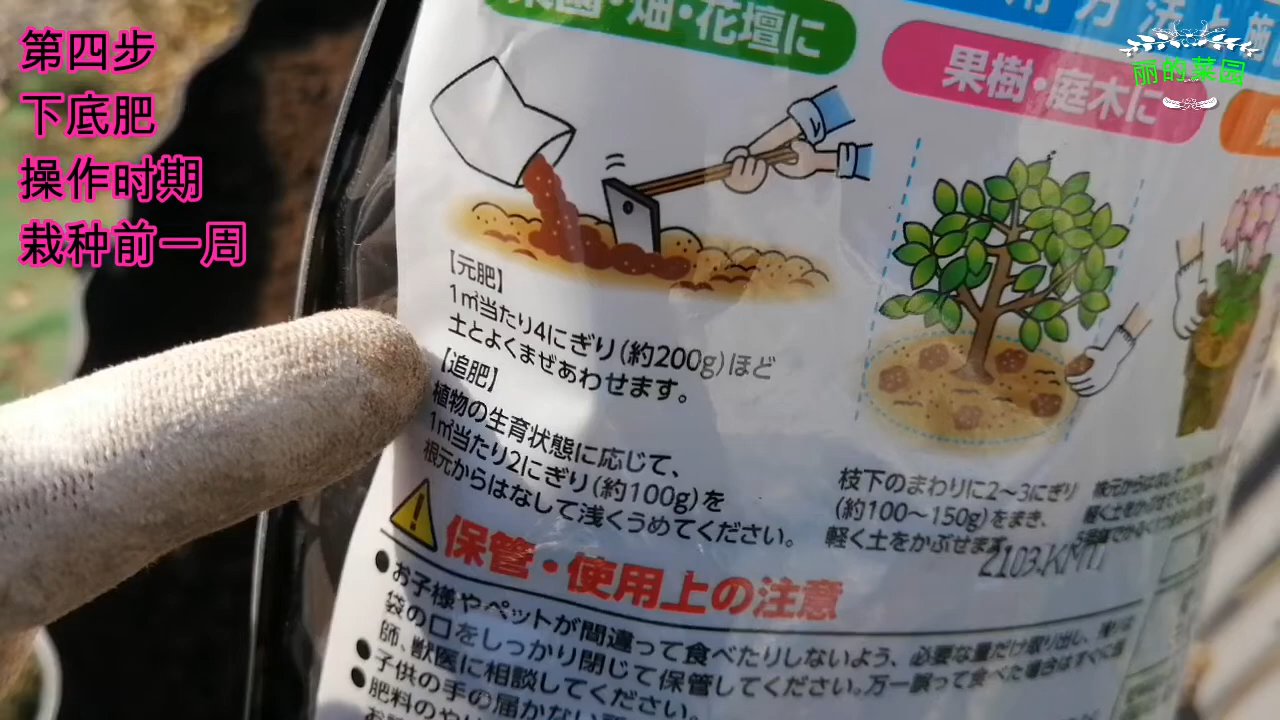 第四步
下底肥
操作时期
栽种前一周
丽的菜园
菜園・畑・花壇に
果樹・庭木に
【元肥】
1㎡当たり4にぎり(約200g)ほど
土とよくまぜあわせます。
【追肥】
植物の生育状態に応じて、
1㎡当たり2にぎり(約100g)を
根元からはなして浅くうめてください。
枝下のまわりに2〜3にぎり
(約100〜150g)をまき、
軽く土をかぶせます
保管・使用上の注意
●お子様やペットが間違って食べたりしないよう、必要な量だけ取り出し、残りは
袋の口をしっかり閉じて保管してください。万一誤って食べた場合はすぐに医
師、獣医に相談してください。
●子供の手の届かない
●肥料の